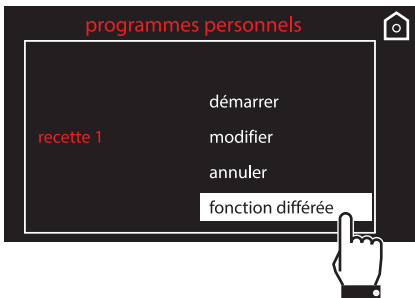 programmes personnels
démarrer
recette 1
modifier
annuler
fonction différée